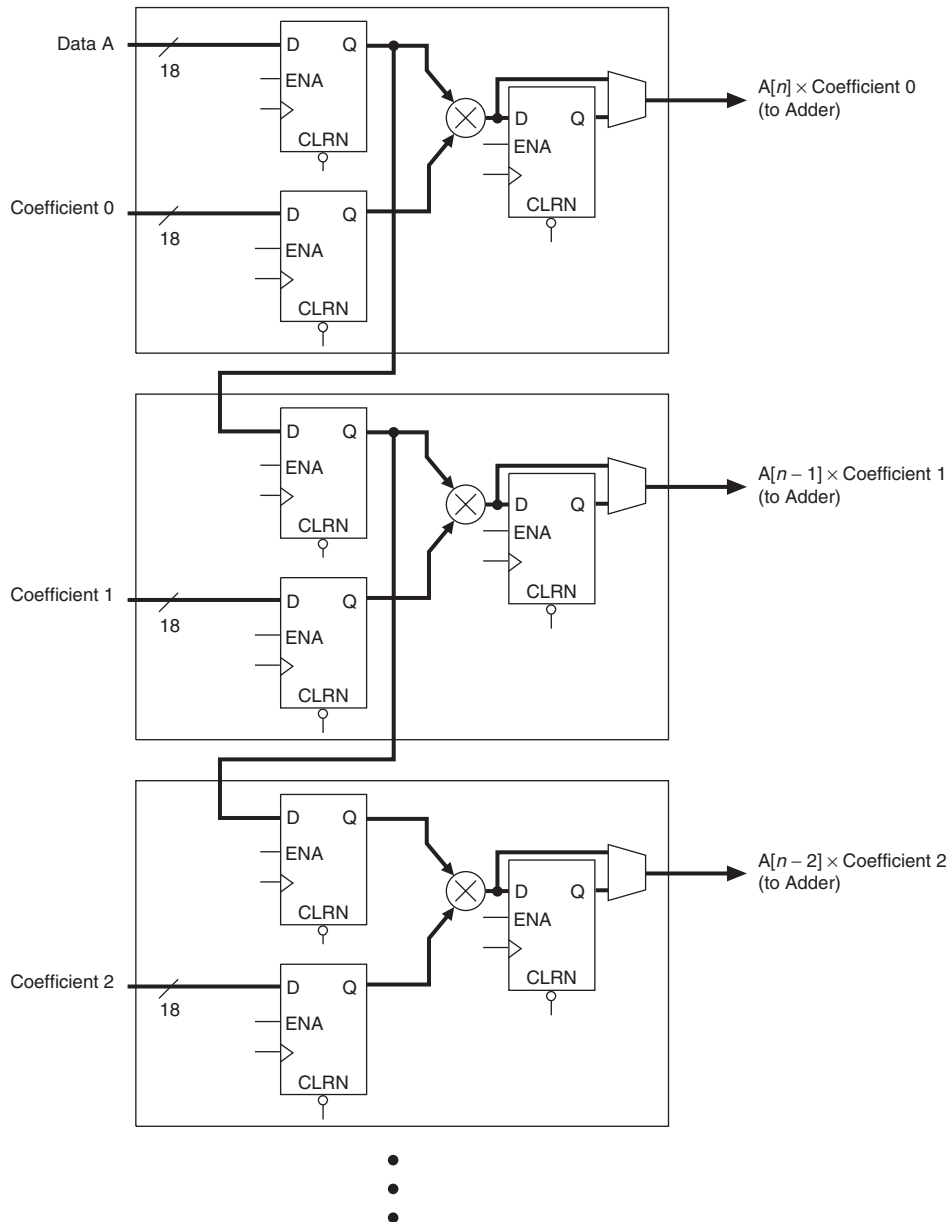 Data A
18
D Q
ENA
CLRN
A[n] × Coefficient 0
(to Adder)
D Q
ENA
CLRN
Coefficient 0
18
D Q
ENA
CLRN
D Q
ENA
CLRN
A[n – 1] × Coefficient 1
(to Adder)
D Q
ENA
CLRN
Coefficient 1
18
D Q
ENA
CLRN
D Q
ENA
CLRN
A[n – 2] × Coefficient 2
(to Adder)
D Q
ENA
CLRN
Coefficient 2
18
D Q
ENA
CLRN